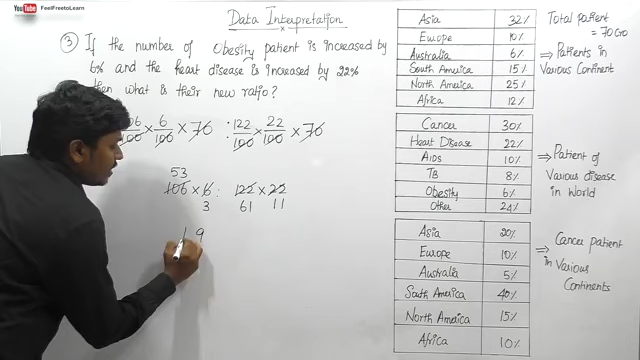 YouTube FeelFreetoLearn
Data Interpretation
③ If the number of Obesity patient is increased by
6% and the heart disease is increased by 22%
then what is their new ratio?
106/100 × 6/100 × 70 : 122/100 × 22/100 × 70
53
106 × 6 : 122 × 22
3 61 11
1 9
Asia 32%
Europe 10%
Australia 6%
South America 15%
North America 25%
Africa 12%
Total patient
= 70 Cro
⇒ Patients in
Various Continent
Cancer 30%
Heart Disease 22%
AIDS 10%
TB 8%
Obesity 6%
Other 24%
⇒ Patient of
Various disease
in World
Asia 20%
Europe 10%
Australia 5%
South America 40%
North America 15%
Africa 10%
⇒ Cancer patient
in Various
Continents